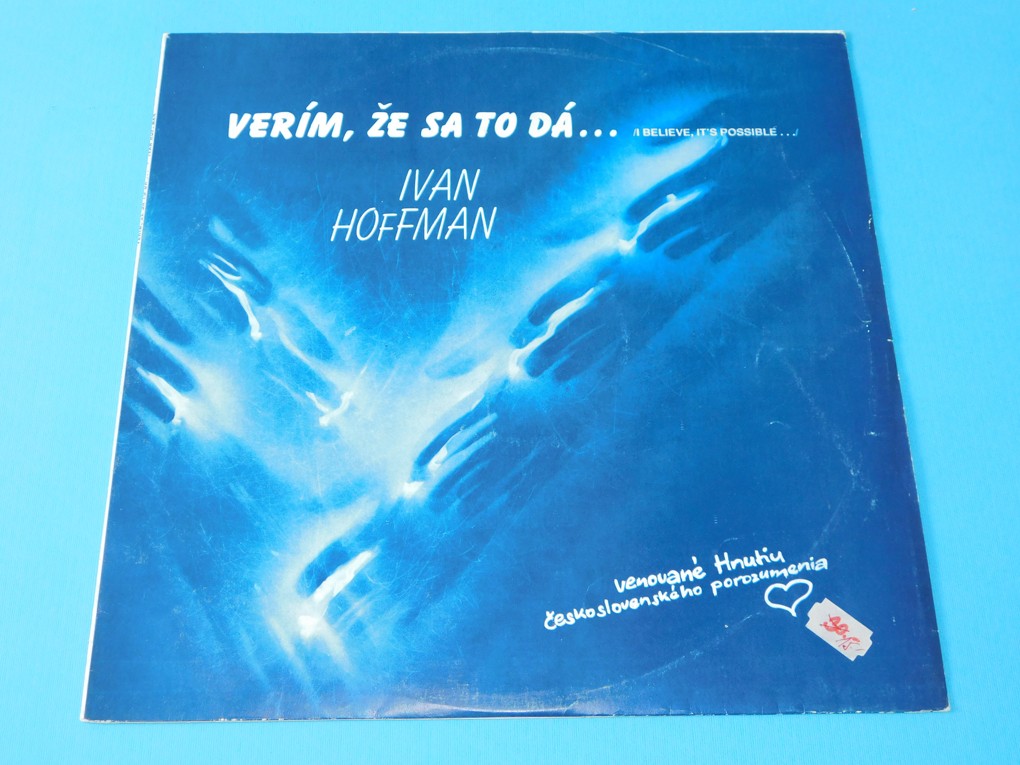 VERÍM, ŽE SA TO DÁ... /I BELIEVE, IT'S POSSIBLE .../
IVAN
HOFFMAN
venované Hnutiu
československého porozumenia